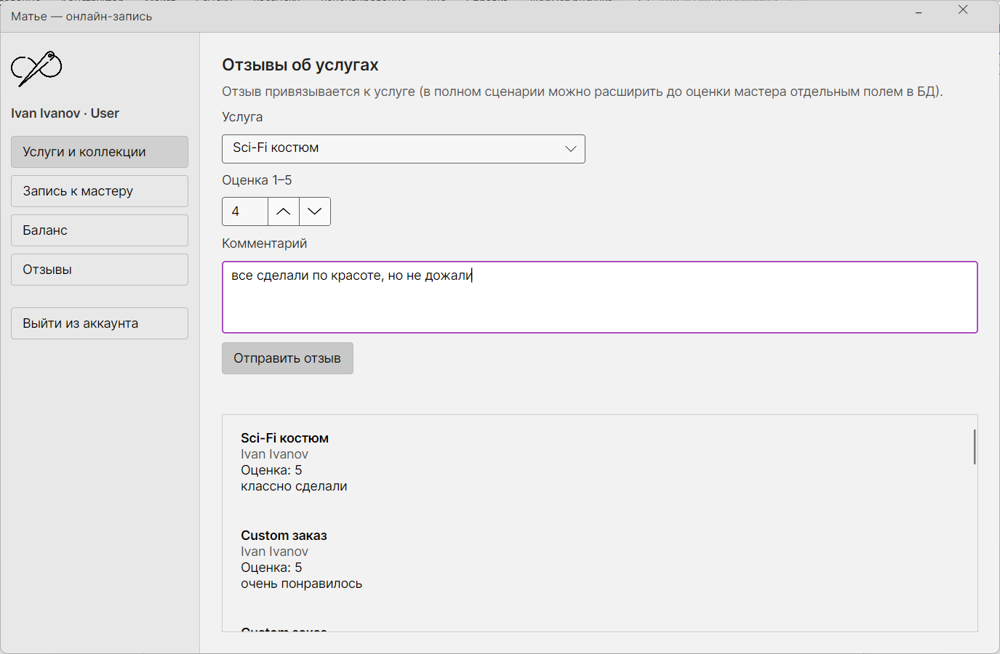 Матье — онлайн-запись
Ivan Ivanov · User
Услуги и коллекции
Запись к мастеру
Баланс
Отзывы
Выйти из аккаунта
Отзывы об услугах
Отзыв привязывается к услуге (в полном сценарии можно расширить до оценки мастера отдельным полем в БД).
Услуга
Sci-Fi костюм
Оценка 1–5
4
Комментарий
все сделали по красоте, но не дожали
Отправить отзыв
Sci-Fi костюм
Ivan Ivanov
Оценка: 5
классно сделали
Custom заказ
Ivan Ivanov
Оценка: 5
очень понравилось
Custom заказ